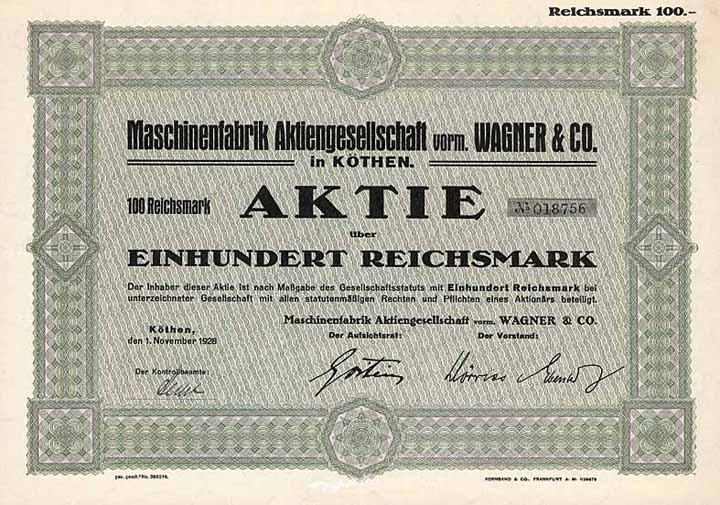 Reichsmark 100.–
Maschinenfabrik Aktiengesellschaft vorm. WAGNER & CO.
in KÖTHEN.
100 Reichsmark AKTIE № 018756
über
EINHUNDERT REICHSMARK
Der Inhaber dieser Aktie ist nach Maßgabe des Gesellschaftsstatuts mit Einhundert Reichsmark bei
unterzeichneter Gesellschaft mit allen statutenmäßigen Rechten und Pflichten eines Aktionärs beteiligt.
Maschinenfabrik Aktiengesellschaft vorm. WAGNER & CO.
Köthen,
den 1. November 1928
Der Aufsichtsrat: Der Vorstand:
Der Kontrollbeamte:
ges. gesch. No.
KORNSAND & CO., FRANKFURT A. M.